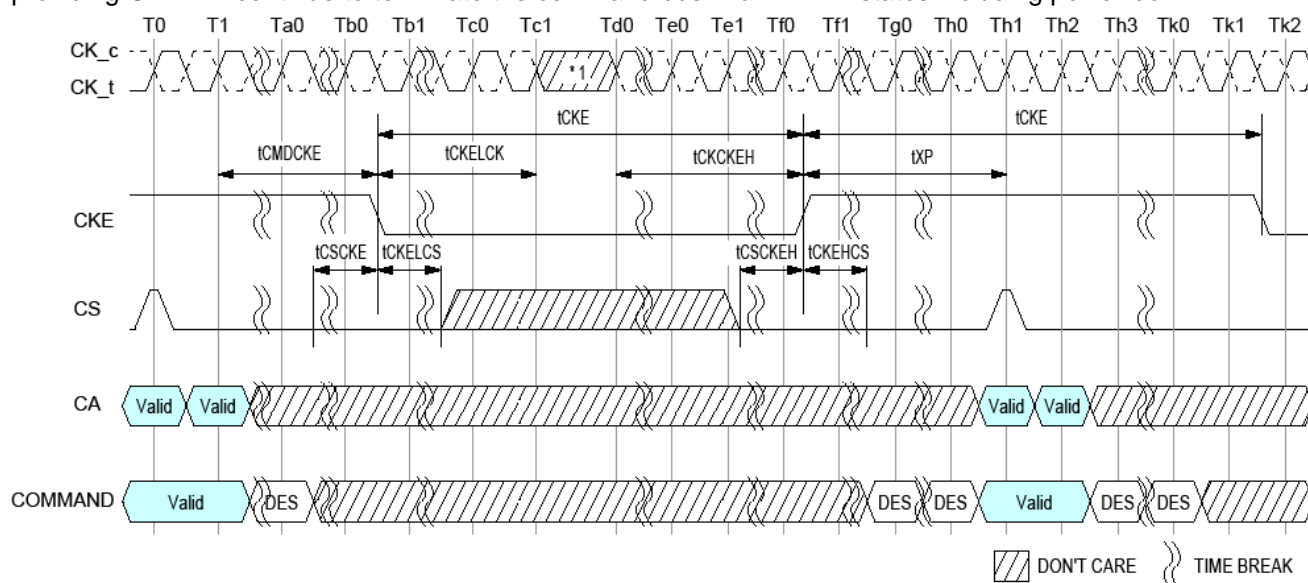 T0 T1 Ta0 Tb0 Tb1 Tc0 Tc1 Td0 Te0 Te1 Tf0 Tf1 Tg0 Th0 Th1 Th2 Th3 Tk0 Tk1 Tk2
CK_c
CK_t
*1
tCKE tCKE
tCMDCKE tCKELCK tCKCKEH tXP
CKE
tCSCKE tCKELCS tCSCKEH tCKEHCS
CS
CA Valid Valid Valid Valid
COMMAND Valid DES DES DES Valid DES DES
DON'T CARE TIME BREAK